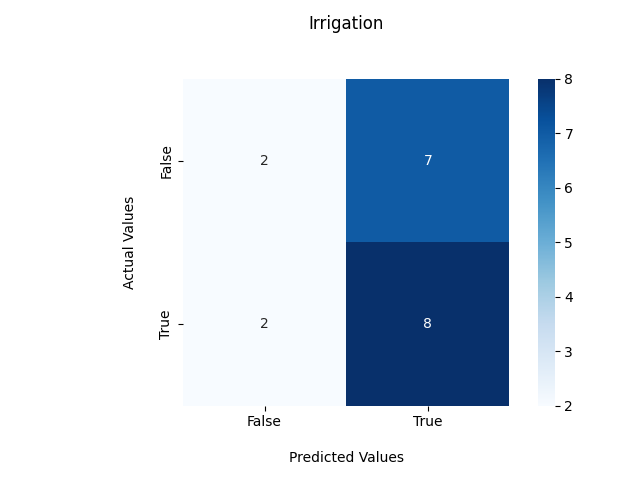 Irrigation
Actual Values
False
True
2
7
2
8
False
True
Predicted Values
8
7
6
5
4
3
2